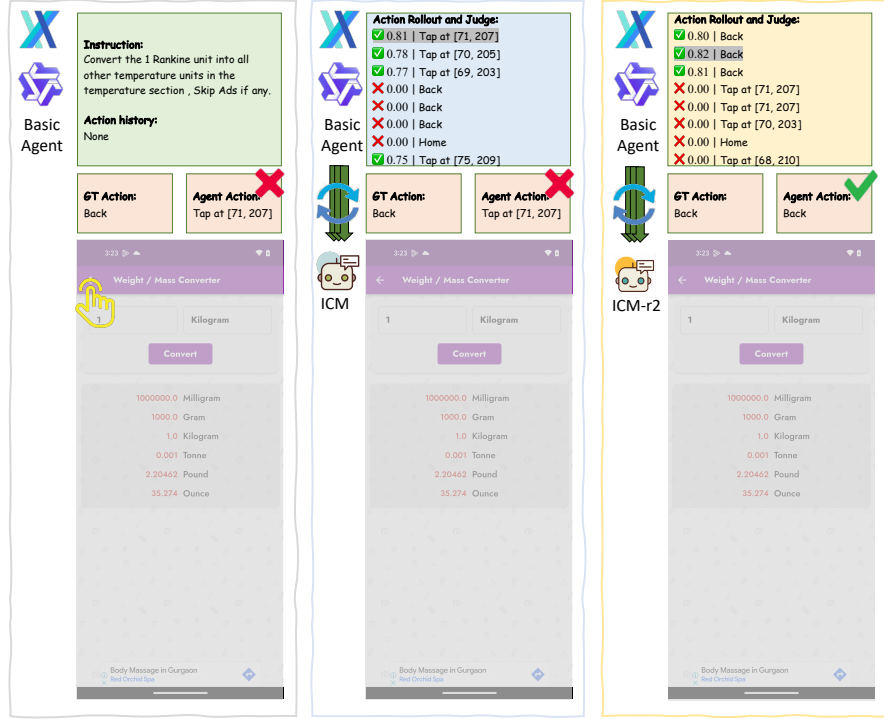 Basic
Agent
Instruction:
Convert the 1 Rankine unit into all
other temperature units in the
temperature section , Skip Ads if any.
Action history:
None
GT Action:
Back
Agent Action:
Tap at [71, 207]
3:23
Weight / Mass Converter
1
Kilogram
Convert
1000000.0 Milligram
1000.0 Gram
1.0 Kilogram
0.001 Tonne
2.20462 Pound
35.274 Ounce
Body Massage in Gurgaon
Red Orchid Spa
Basic
Agent
ICM
Action Rollout and Judge:
0.81 | Tap at [71, 207]
0.78 | Tap at [70, 205]
0.77 | Tap at [69, 203]
0.00 | Back
0.00 | Back
0.00 | Back
0.00 | Home
0.75 | Tap at [75, 209]
GT Action:
Back
Agent Action:
Tap at [71, 207]
3:23
Weight / Mass Converter
1
Kilogram
Convert
1000000.0 Milligram
1000.0 Gram
1.0 Kilogram
0.001 Tonne
2.20462 Pound
35.274 Ounce
Body Massage in Gurgaon
Red Orchid Spa
Basic
Agent
ICM-r2
Action Rollout and Judge:
0.80 | Back
0.82 | Back
0.81 | Back
0.00 | Tap at [71, 207]
0.00 | Tap at [71, 207]
0.00 | Tap at [70, 203]
0.00 | Home
0.00 | Tap at [68, 210]
GT Action:
Back
Agent Action:
Back
3:23
Weight / Mass Converter
1
Kilogram
Convert
1000000.0 Milligram
1000.0 Gram
1.0 Kilogram
0.001 Tonne
2.20462 Pound
35.274 Ounce
Body Massage in Gurgaon
Red Orchid Spa